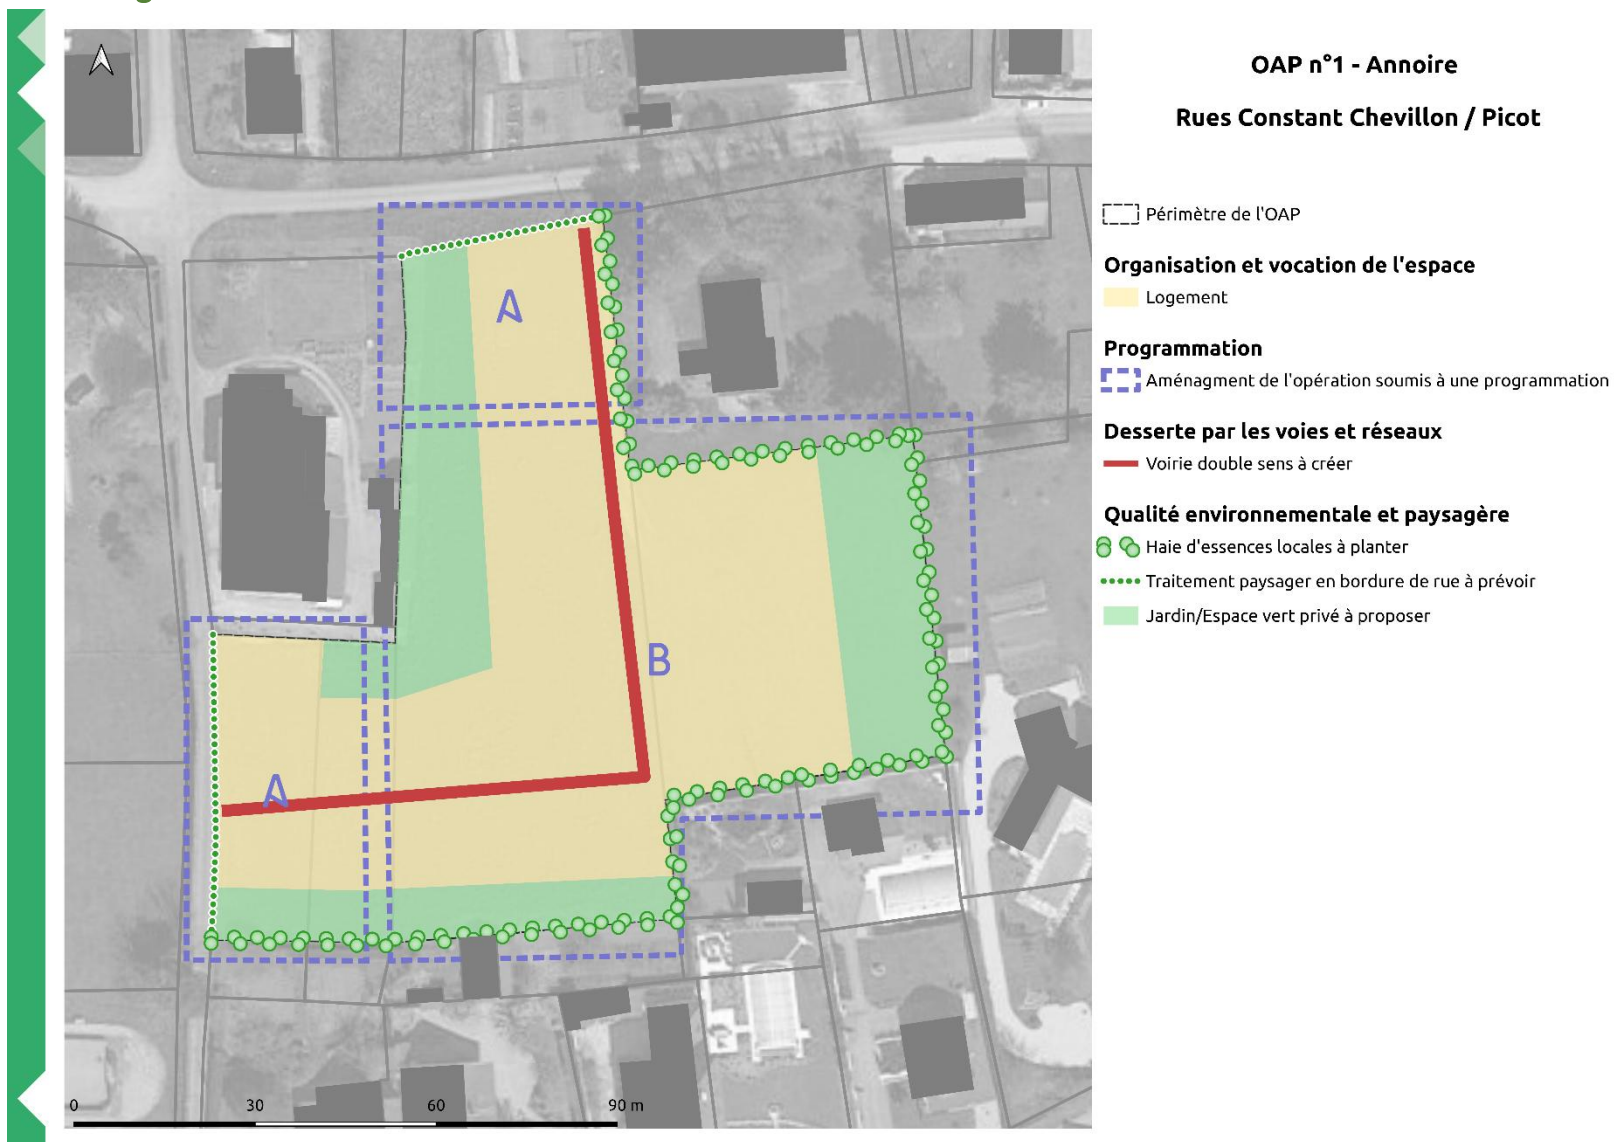 OAP n°1 - Annoire
Rues Constant Chevillon / Picot
Périmètre de l'OAP
Organisation et vocation de l'espace
Logement
Programmation
Aménagment de l'opération soumis à une programmation
Desserte par les voies et réseaux
Voirie double sens à créer
Qualité environnementale et paysagère
Haie d'essences locales à planter
Traitement paysager en bordure de rue à prévoir
Jardin/Espace vert privé à proposer
A
B
A
0 30 60 90 m